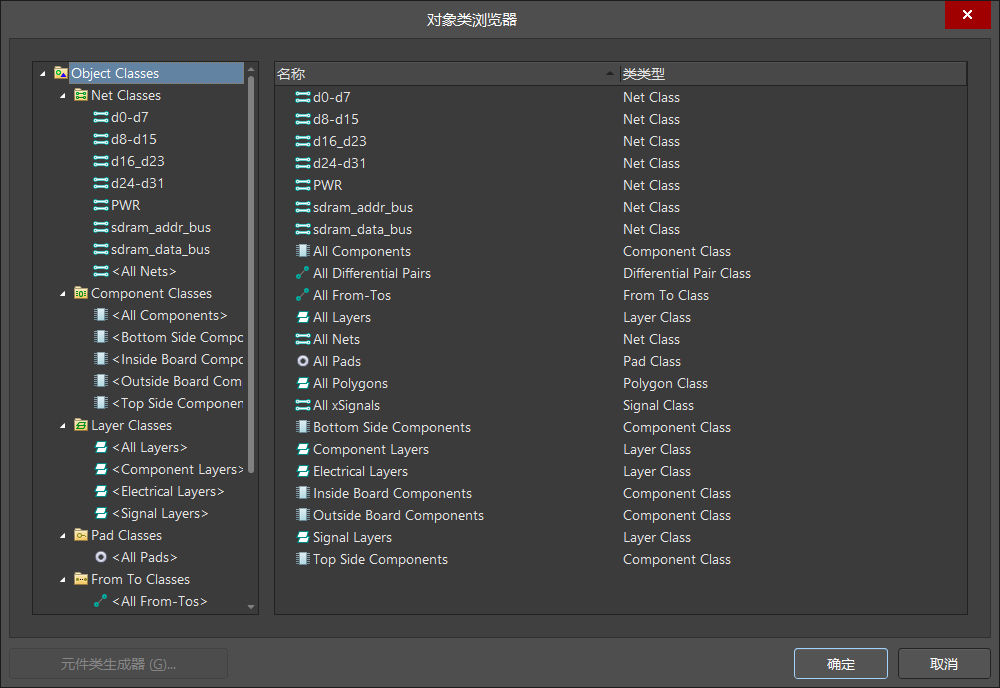 对象类浏览器
Object Classes
Net Classes
d0-d7
d8-d15
d16_d23
d24-d31
PWR
sdram_addr_bus
sdram_data_bus
<All Nets>
Component Classes
<All Components>
<Bottom Side Compo
<Inside Board Compo
<Outside Board Com
<Top Side Componen
Layer Classes
<All Layers>
<Component Layers>
<Electrical Layers>
<Signal Layers>
Pad Classes
<All Pads>
From To Classes
<All From-Tos>
名称 类类型
d0-d7 Net Class
d8-d15 Net Class
d16_d23 Net Class
d24-d31 Net Class
PWR Net Class
sdram_addr_bus Net Class
sdram_data_bus Net Class
All Components Component Class
All Differential Pairs Differential Pair Class
All From-Tos From To Class
All Layers Layer Class
All Nets Net Class
All Pads Pad Class
All Polygons Polygon Class
All xSignals Signal Class
Bottom Side Components Component Class
Component Layers Layer Class
Electrical Layers Layer Class
Inside Board Components Component Class
Outside Board Components Component Class
Signal Layers Layer Class
Top Side Components Component Class
元件类生成器 (G)...
确定
取消